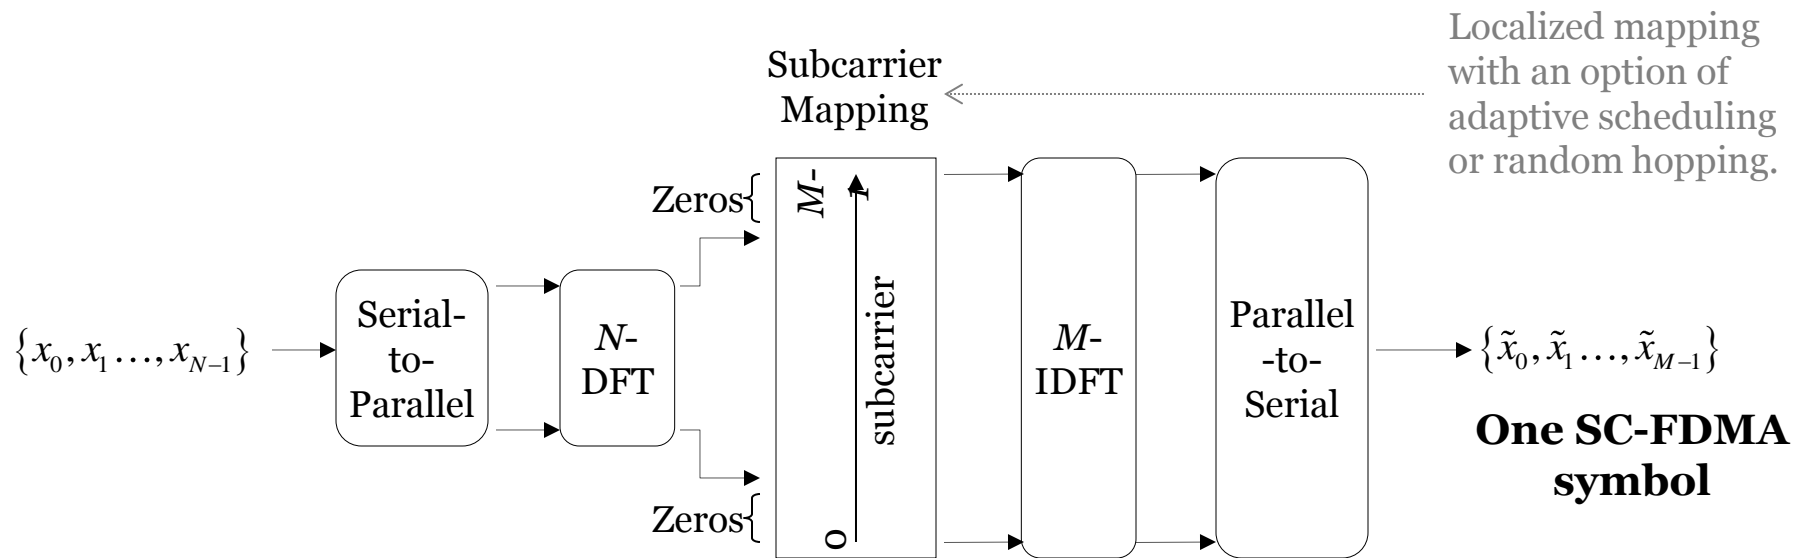 Localized mapping
with an option of
adaptive scheduling
or random hopping.
Subcarrier
Mapping
Zeros{
M-
1
subcarrier
0
Zeros{
{x_0, x_1 ..., x_{N-1}}
Serial-
to-
Parallel
N-
DFT
M-
IDFT
Parallel
-to-
Serial
{x̃_0, x̃_1 ..., x̃_{M-1}}
One SC-FDMA
symbol